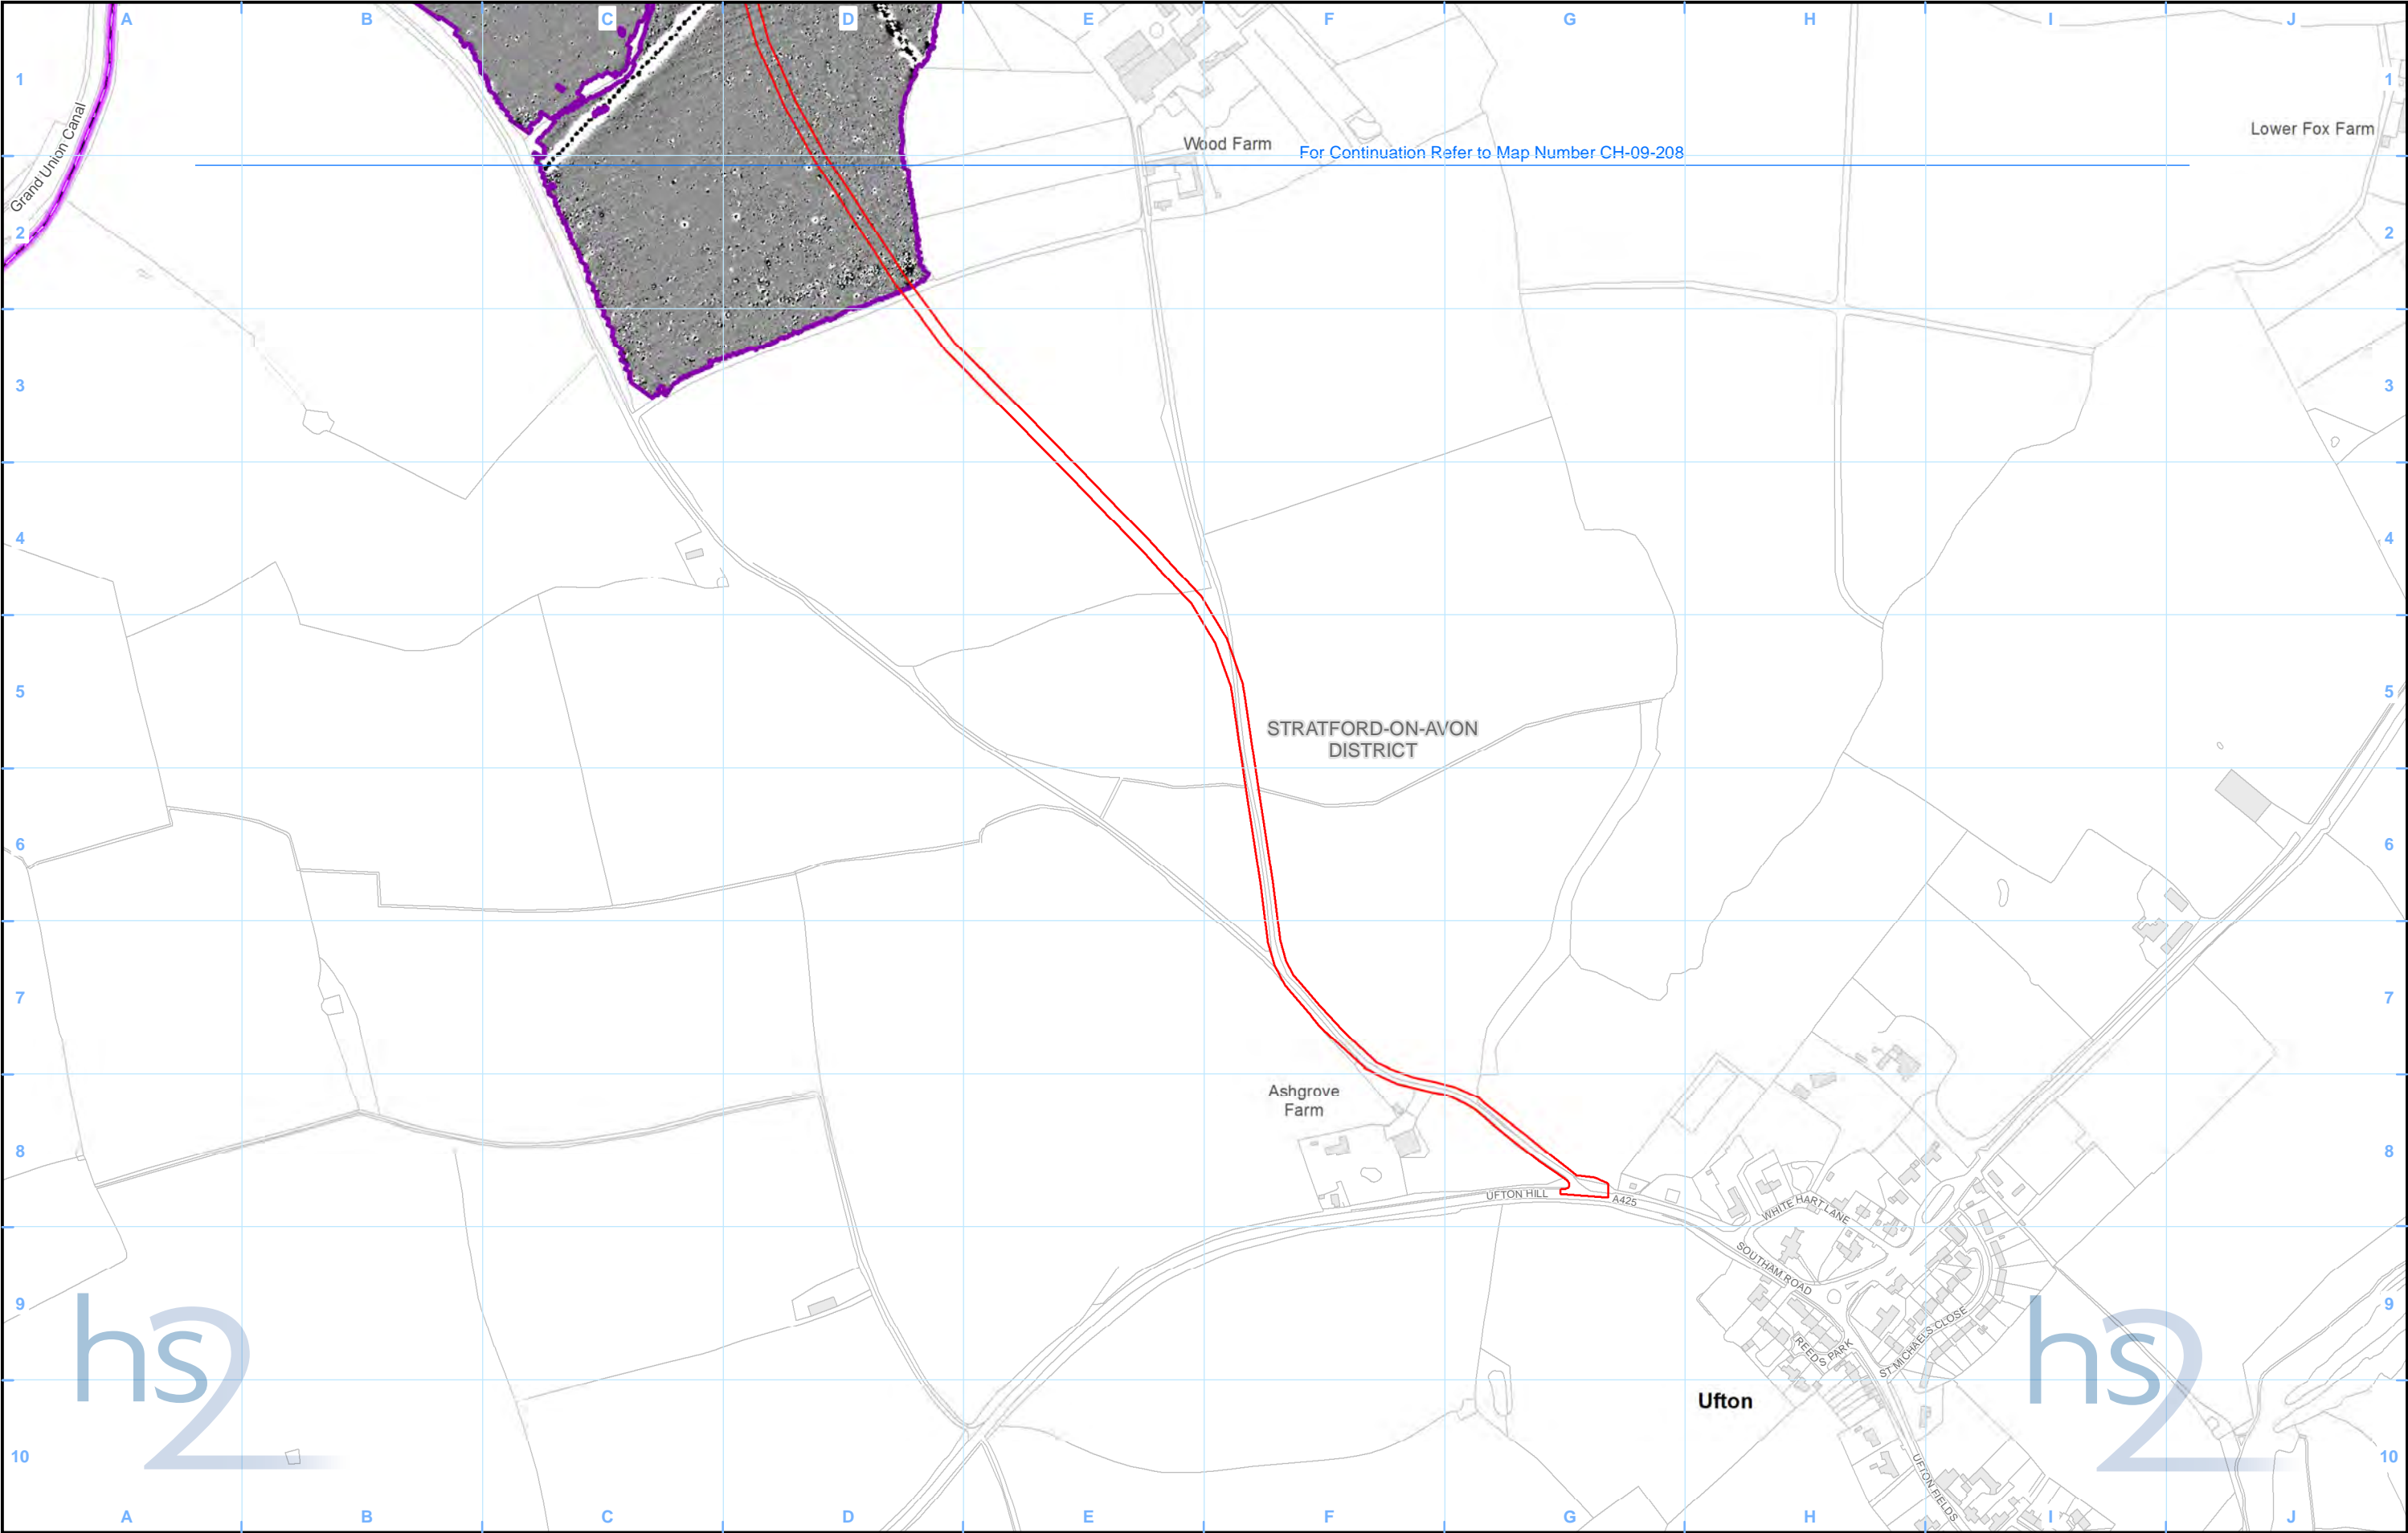 A B C D E F G H I J
1 1
Grand Union Canal
Wood Farm
Lower Fox Farm
For Continuation Refer to Map Number CH-09-208
2 2
3 3
4 4
5 5
STRATFORD-ON-AVON
DISTRICT
6 6
7 7
Ashgrove
Farm
8 8
UFTON HILL
A425
WHITE HART LANE
SOUTHAM ROAD
9 9
REEDS PARK
ST MICHAELS CLOSE
hs2
hs2
Ufton
10 10
UFTON FIELDS
A B C D E F G H I J